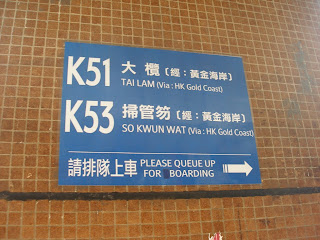 K51 大欖〔經：黃金海岸〕
TAI LAM (Via : HK Gold Coast)
K53 掃管笏〔經：黃金海岸〕
SO KWUN WAT (Via : HK Gold Coast)
請排隊上車 PLEASE QUEUE UP
FOR BOARDING